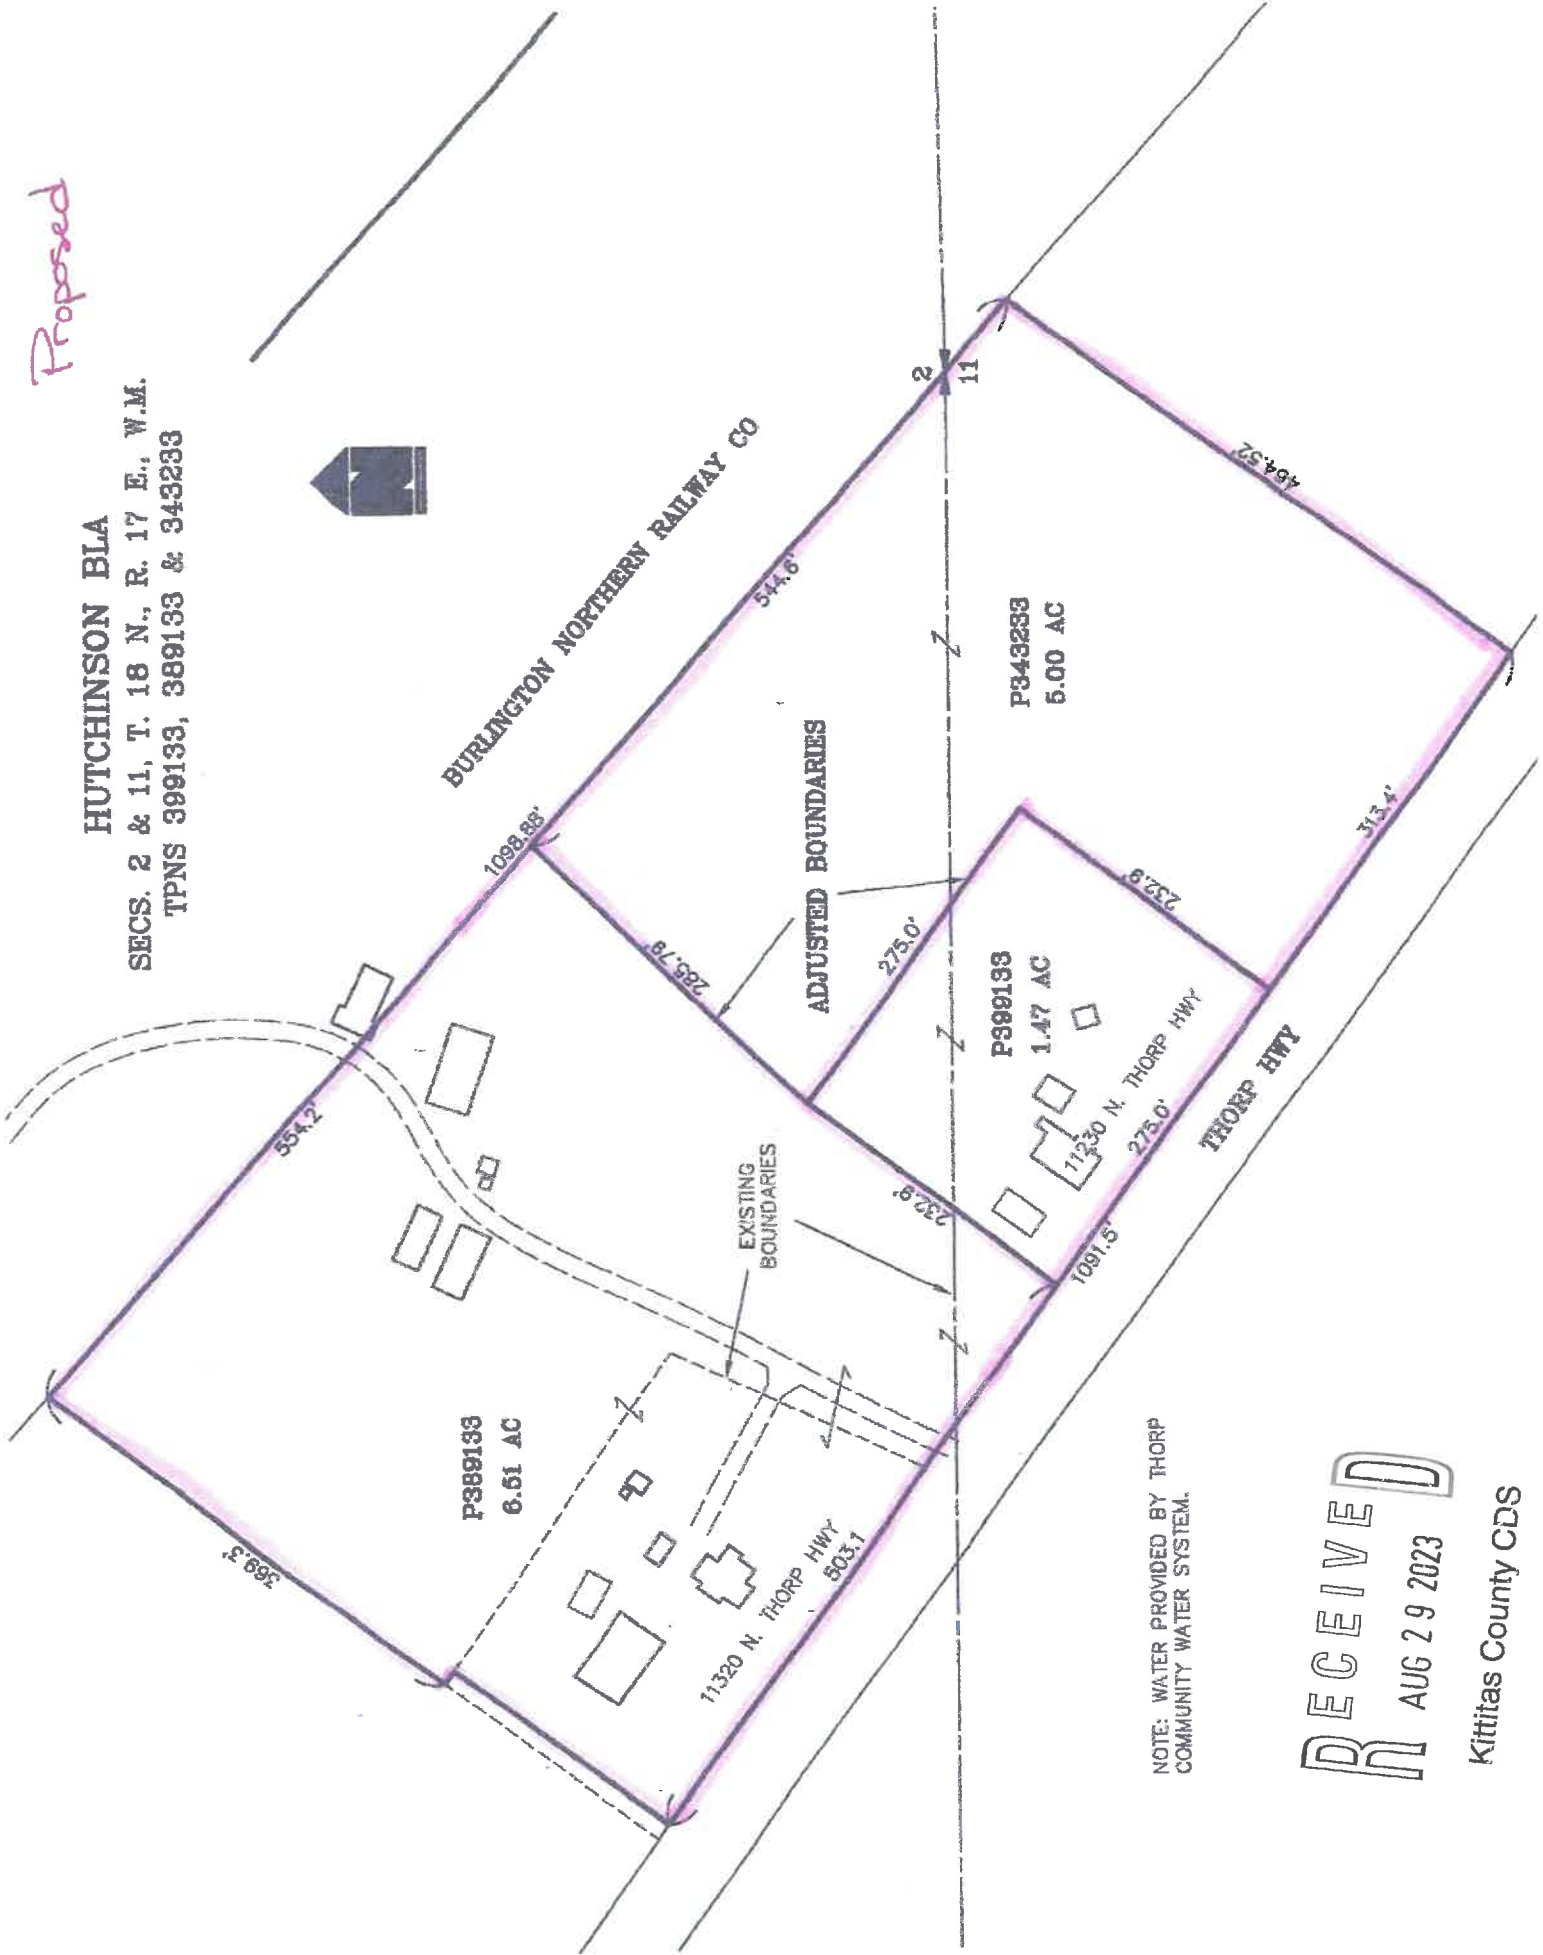 Proposed
HUTCHINSON BLA
SECS. 2 & 11, T. 18 N., R. 17 E., W.M.
TPNS 399133, 389133 & 343233
N
BURLINGTON NORTHERN RAILWAY CO
554.2'
1098.88'
544.6'
2
11
369.3'
P389133
6.51 AC
285.79'
ADJUSTED BOUNDARIES
EXISTING
BOUNDARIES
232.9'
275.0'
P399133
1.47 AC
232.9'
P343233
5.00 AC
464.52'
11320 N. THORP HWY
503.1
11230 N. THORP HWY
275.0'
1091.5'
313.4'
THORP HWY
Z
Z
Z
Z
NOTE: WATER PROVIDED BY THORP
COMMUNITY WATER SYSTEM.
RECEIVED
AUG 29 2023
Kittitas County CDS